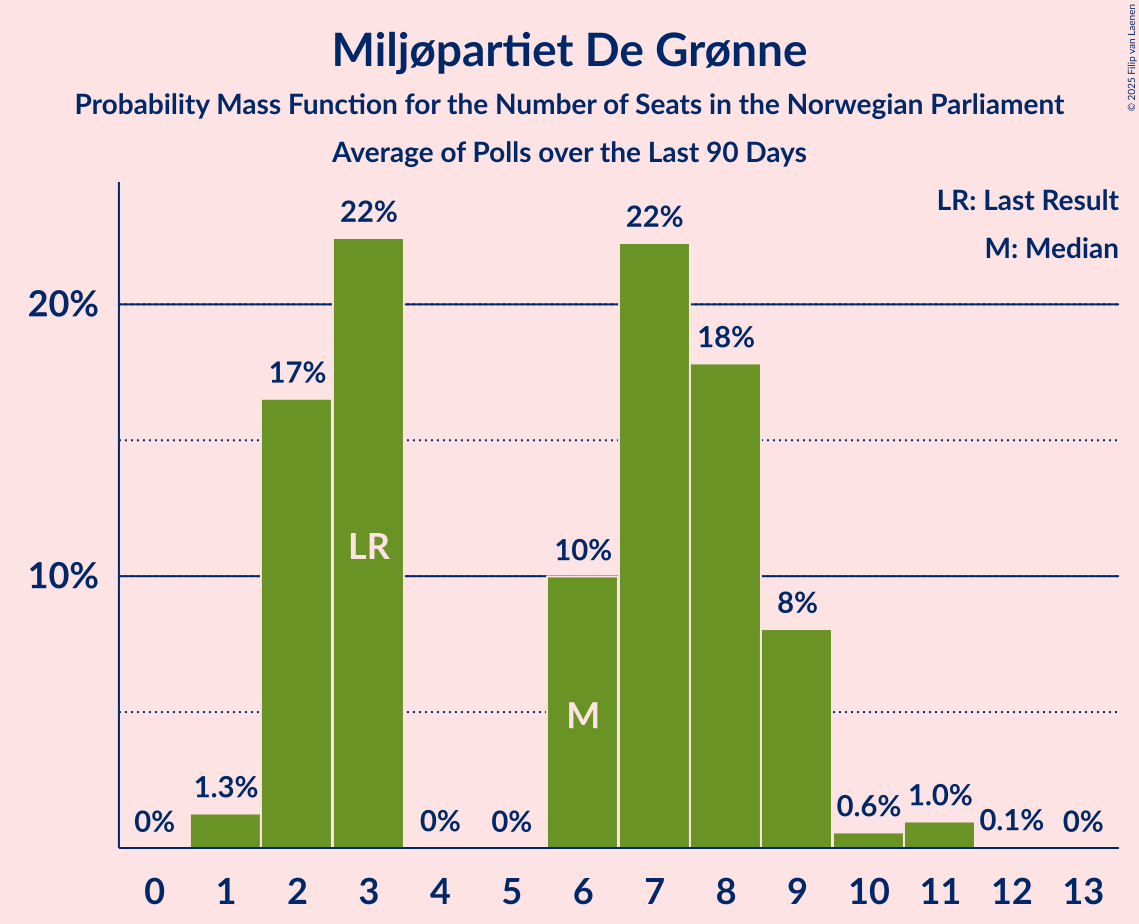 Miljøpartiet De Grønne
Probability Mass Function for the Number of Seats in the Norwegian Parliament
Average of Polls over the Last 90 Days
© 2025 Filip van Laenen
LR: Last Result
M: Median
20%
10%
0%
1.3%
17%
22%
LR
0%
0%
10%
M
22%
18%
8%
0.6%
1.0%
0.1%
0%
0 1 2 3 4 5 6 7 8 9 10 11 12 13